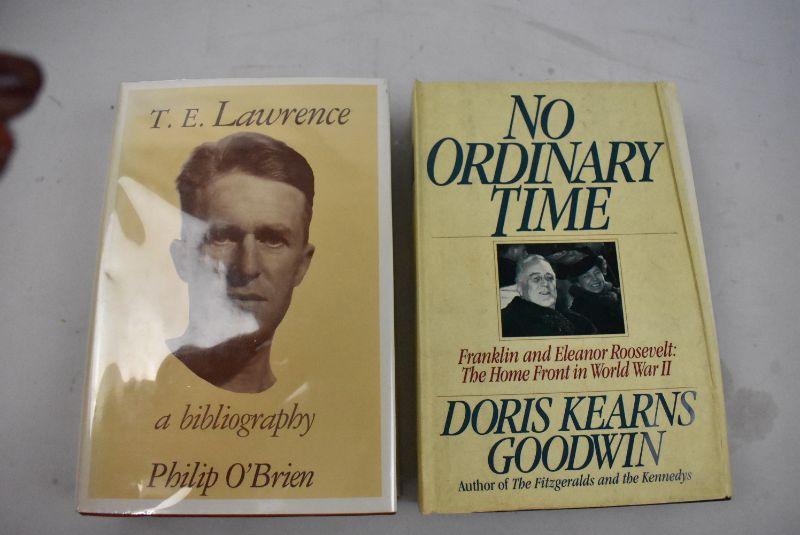 T. E. Lawrence
a bibliography
Philip O'Brien
NO
ORDINARY
TIME
Franklin and Eleanor Roosevelt:
The Home Front in World War II
DORIS KEARNS
GOODWIN
Author of The Fitzgeralds and the Kennedys